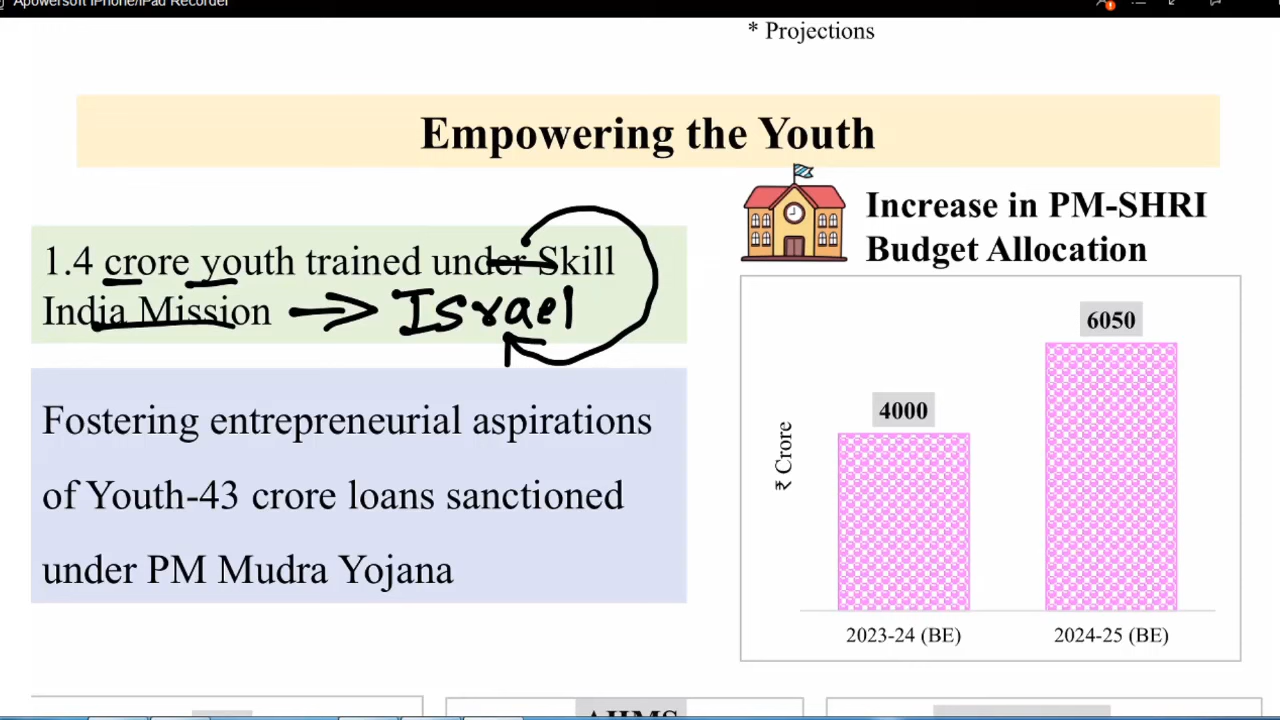 Apowersoft iPhone/iPad Recorder
* Projections
Empowering the Youth
1.4 crore youth trained under Skill
India Mission → Israel
Fostering entrepreneurial aspirations
of Youth-43 crore loans sanctioned
under PM Mudra Yojana
Increase in PM-SHRI
Budget Allocation
6050
4000
₹ Crore
2023-24 (BE)
2024-25 (BE)